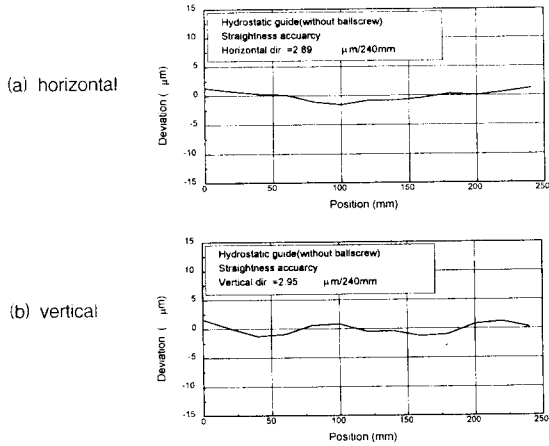 (a) horizontal
Hydrostatic guide(without ballscrew)
Straightness accuarcy
Horizontal dir =2.89 μm/240mm
15
10
5
0
-5
-10
-15
Deviation ( μm)
0 50 100 150 200 250
Position (mm)
(b) vertical
Hydrostatic guide(without ballscrew)
Straightness accuarcy
Vertical dir =2.95 μm/240mm
15
10
5
0
-5
-10
-15
Deviation ( μm)
0 50 100 150 200 250
Position (mm)